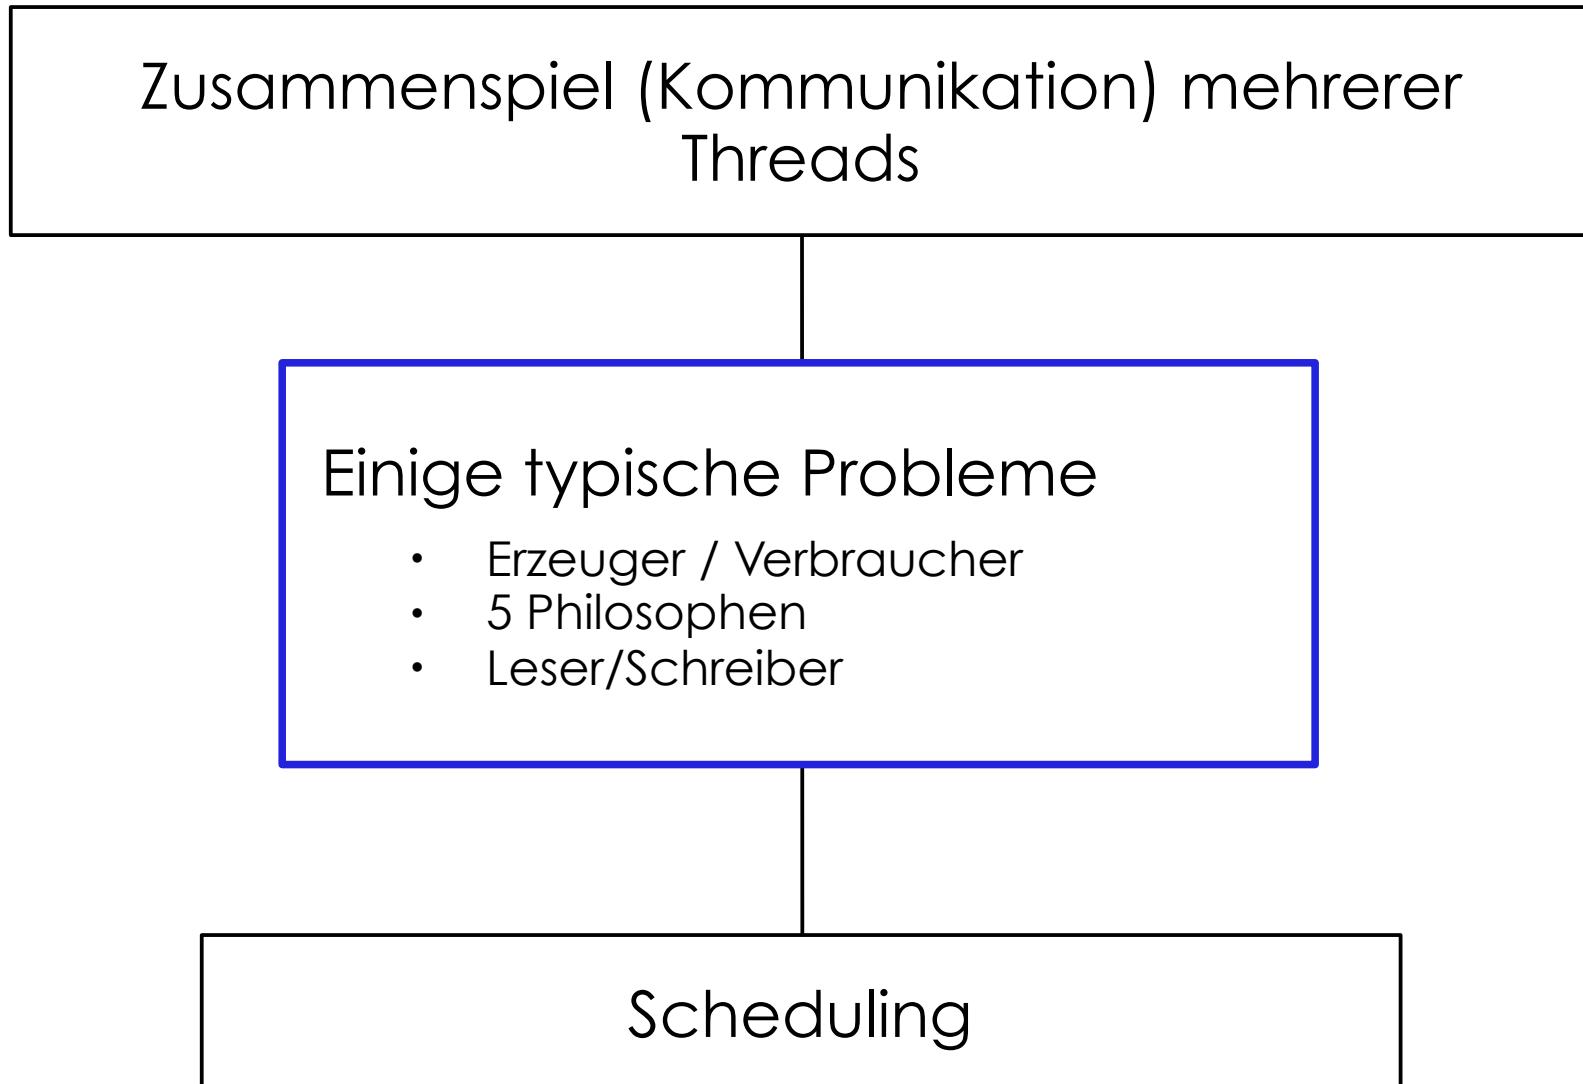 Zusammenspiel (Kommunikation) mehrerer
Threads
Einige typische Probleme
• Erzeuger / Verbraucher
• 5 Philosophen
• Leser/Schreiber
Scheduling